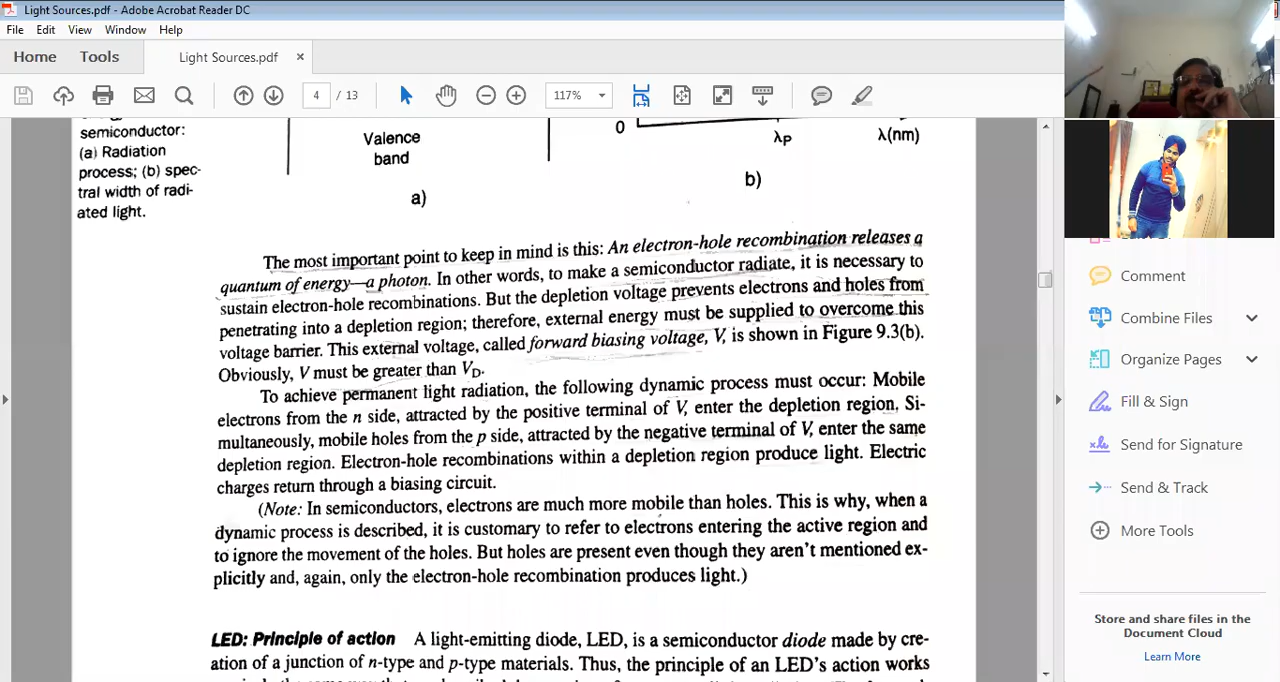 Light Sources.pdf - Adobe Acrobat Reader DC
File Edit View Window Help
Home Tools Light Sources.pdf ×
4 / 13 117%
semiconductor:
(a) Radiation
process; (b) spec-
tral width of radi-
ated light.
Valence
band
a)
0
λP λ(nm)
b)
The most important point to keep in mind is this: An electron-hole recombination releases a
quantum of energy—a photon. In other words, to make a semiconductor radiate, it is necessary to
sustain electron-hole recombinations. But the depletion voltage prevents electrons and holes from
penetrating into a depletion region; therefore, external energy must be supplied to overcome this
voltage barrier. This external voltage, called forward biasing voltage, V, is shown in Figure 9.3(b).
Obviously, V must be greater than VD.
To achieve permanent light radiation, the following dynamic process must occur: Mobile
electrons from the n side, attracted by the positive terminal of V, enter the depletion region. Si-
multaneously, mobile holes from the p side, attracted by the negative terminal of V, enter the same
depletion region. Electron-hole recombinations within a depletion region produce light. Electric
charges return through a biasing circuit.
(Note: In semiconductors, electrons are much more mobile than holes. This is why, when a
dynamic process is described, it is customary to refer to electrons entering the active region and
to ignore the movement of the holes. But holes are present even though they aren't mentioned ex-
plicitly and, again, only the electron-hole recombination produces light.)
LED: Principle of action A light-emitting diode, LED, is a semiconductor diode made by cre-
ation of a junction of n-type and p-type materials. Thus, the principle of an LED's action works
Comment
Combine Files
Organize Pages
Fill & Sign
Send for Signature
Send & Track
More Tools
Store and share files in the
Document Cloud
Learn More